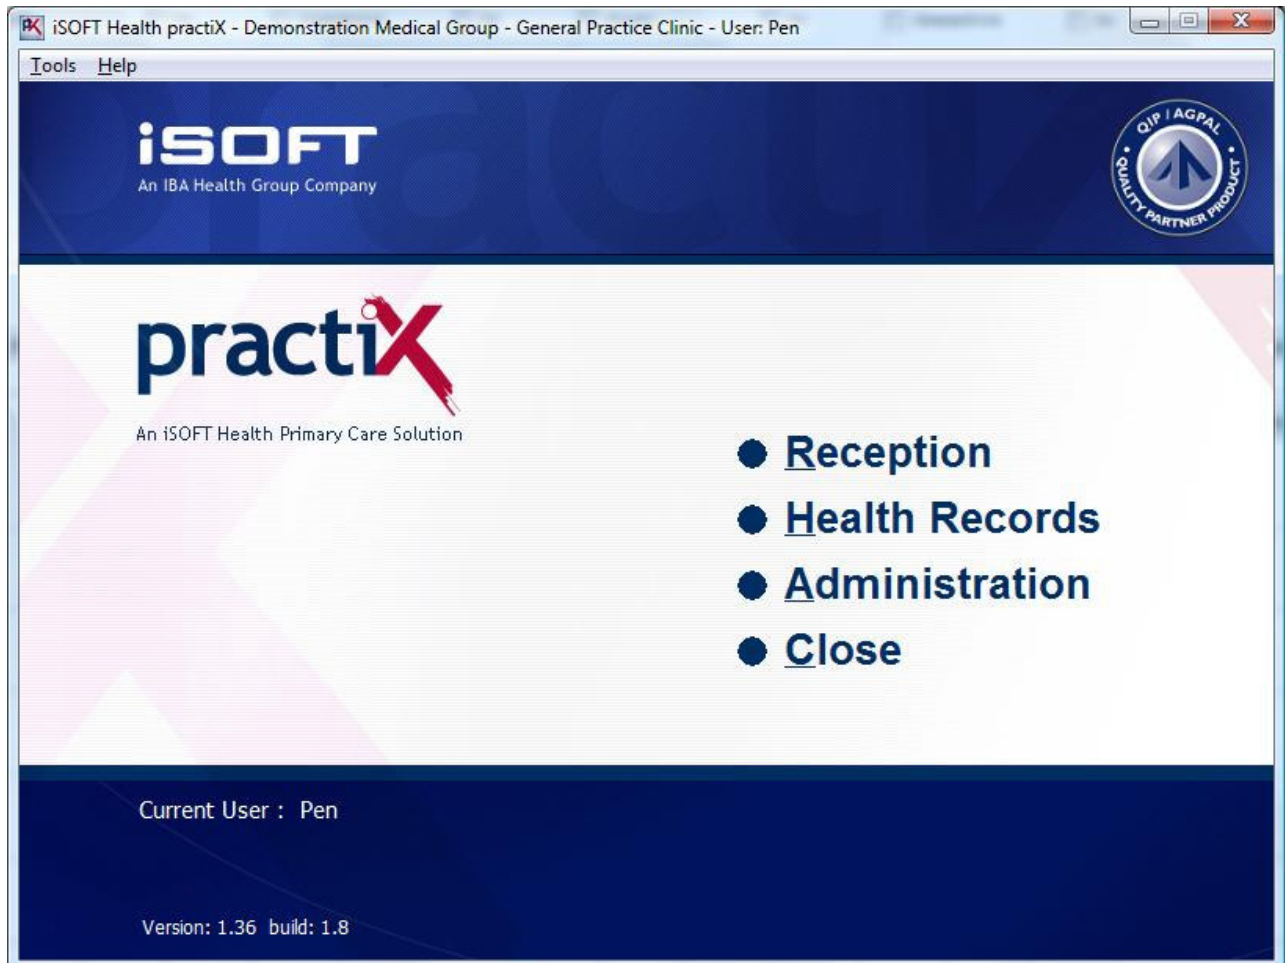 iSOFT Health practiX - Demonstration Medical Group - General Practice Clinic - User: Pen
Tools Help
iSOFT
An IBA Health Group Company
QIP / AGPAL
QUALITY PARTNER PRODUCT
practiX
An iSOFT Health Primary Care Solution
Reception
Health Records
Administration
Close
Current User : Pen
Version: 1.36 build: 1.8